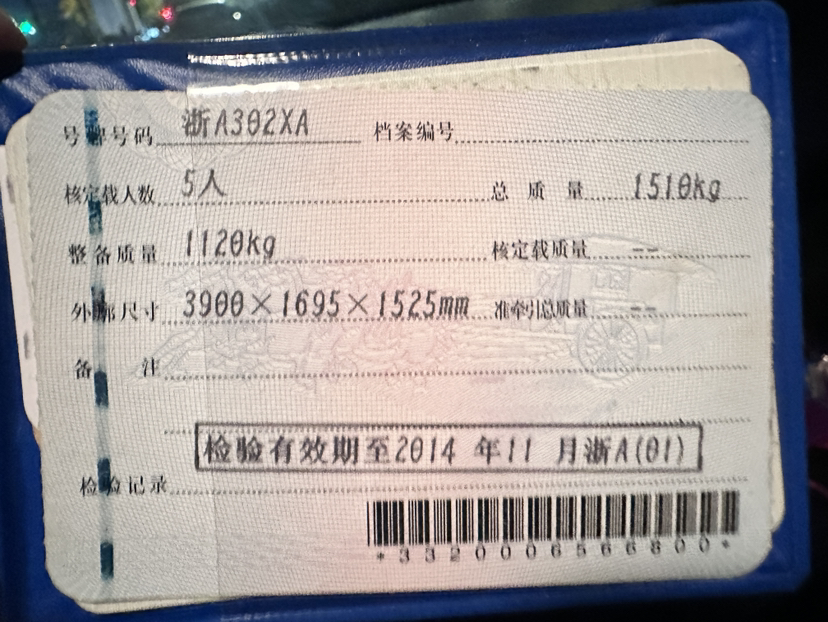 号牌号码 浙A302XA 档案编号
核定载人数 5人 总质量 1510kg
整备质量 1120kg 核定载质量 --
外廓尺寸 3900×1695×1525mm 准牵引总质量 --
备注
检验有效期至2014年11月浙A(01)
检验记录
*3320006566800*